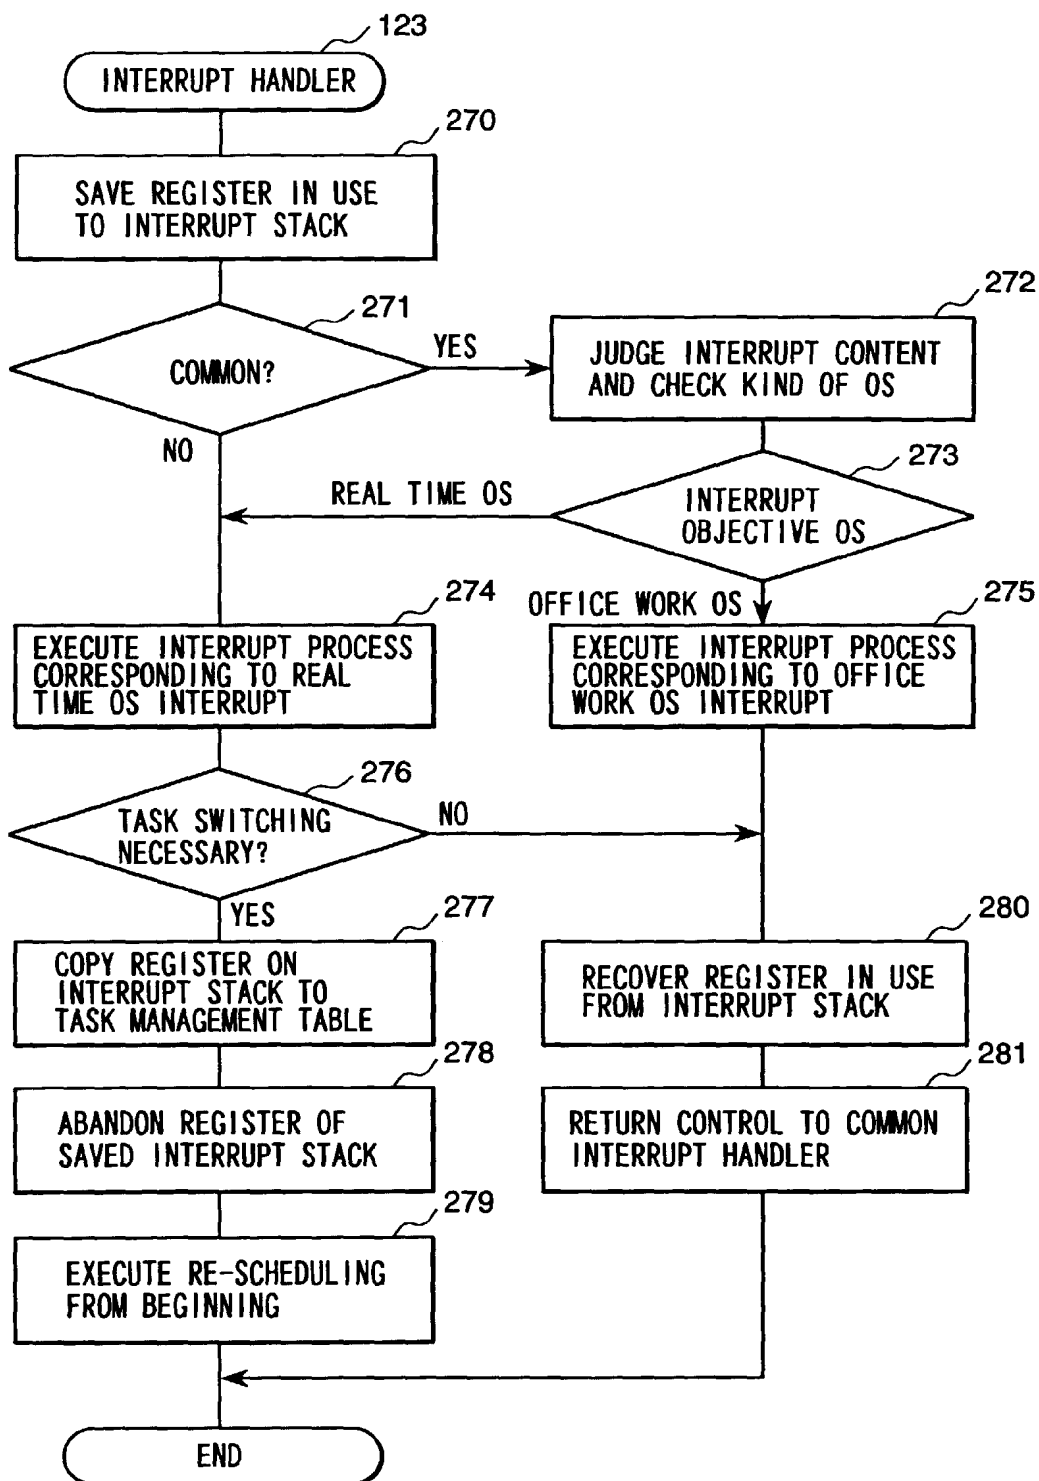 123
INTERRUPT HANDLER
270
SAVE REGISTER IN USE
TO INTERRUPT STACK
271
COMMON?
YES
NO
272
JUDGE INTERRUPT CONTENT
AND CHECK KIND OF OS
273
INTERRUPT
OBJECTIVE OS
REAL TIME OS
OFFICE WORK OS
274
EXECUTE INTERRUPT PROCESS
CORRESPONDING TO REAL
TIME OS INTERRUPT
275
EXECUTE INTERRUPT PROCESS
CORRESPONDING TO OFFICE
WORK OS INTERRUPT
276
TASK SWITCHING
NECESSARY?
NO
YES
277
COPY REGISTER ON
INTERRUPT STACK TO
TASK MANAGEMENT TABLE
280
RECOVER REGISTER IN USE
FROM INTERRUPT STACK
278
ABANDON REGISTER OF
SAVED INTERRUPT STACK
281
RETURN CONTROL TO COMMON
INTERRUPT HANDLER
279
EXECUTE RE-SCHEDULING
FROM BEGINNING
END